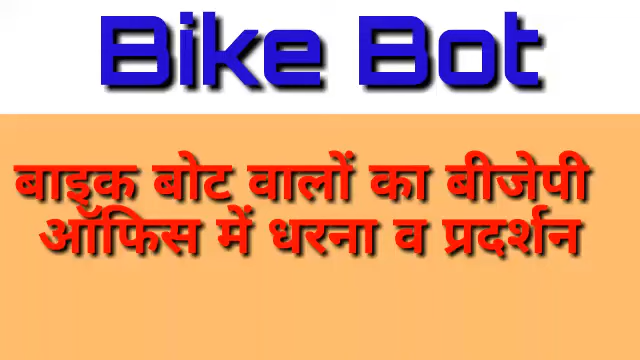 Bike Bot
बाइक बोट वालों का बीजेपी
ऑफिस में धरना व प्रदर्शन